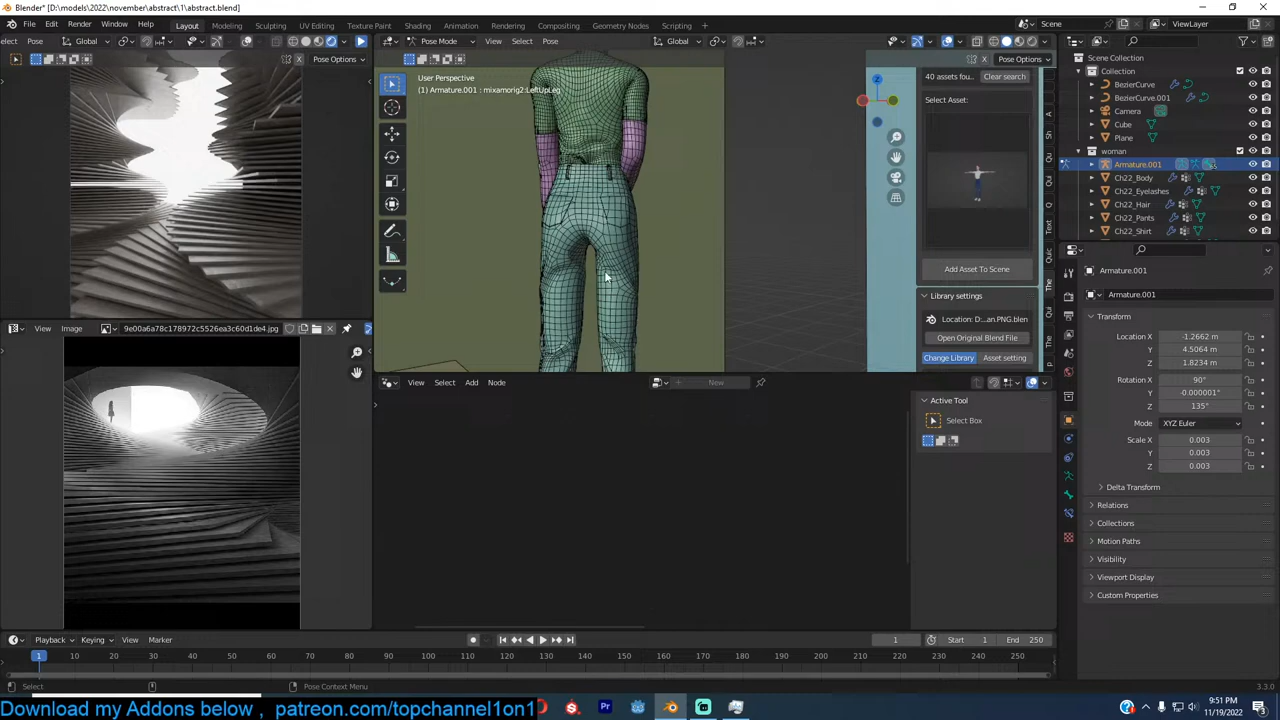 Blender* [D:\models\2022\november\abstract\1\abstract.blend]
File Edit Render Window Help Layout Modeling Sculpting UV Editing Texture Paint Shading Animation Rendering Compositing Geometry Nodes Scripting Scene ViewLayer
elect Pose Global Pose Mode View Select Pose Global
Pose Options Pose Options
User Perspective
(1) Armature.001 : mixamorig2:LeftUpLeg
40 assets fou... Clear search
Select Asset:
Add Asset To Scene
Library settings
Location: D:...an.PNG.blen
Open Original Blend File
Change Library Asset setting
Scene Collection
Collection
BezierCurve
BezierCurve.001
Camera
Cube
Plane
woman
Armature.001
Ch22_Body
Ch22_Eyelashes
Ch22_Hair
Ch22_Pants
Ch22_Shirt
Armature.001
Armature.001
Transform
Location X -1.2662 m
Y 4.5064 m
Z 1.8234 m
Rotation X 90°
Y -0.000001°
Z 135°
Mode XYZ Euler
Scale X 0.003
Y 0.003
Z 0.003
Delta Transform
Relations
Collections
Motion Paths
Visibility
Viewport Display
Custom Properties
View Image 9e00a6a78c178972c5526ea3c60d1de4.jpg
View Select Add Node New
Active Tool
Select Box
Playback Keying View Marker 1 Start 1 End 250
1 10 20 30 40 50 60 70 80 90 100 110 120 130 140 150 160 170 180 190 200 210 220 230 240 250
Select Pose Context Menu 3.3.0
Download my Addons below , patreon.com/topchannel1on1
9:51 PM
11/19/2022